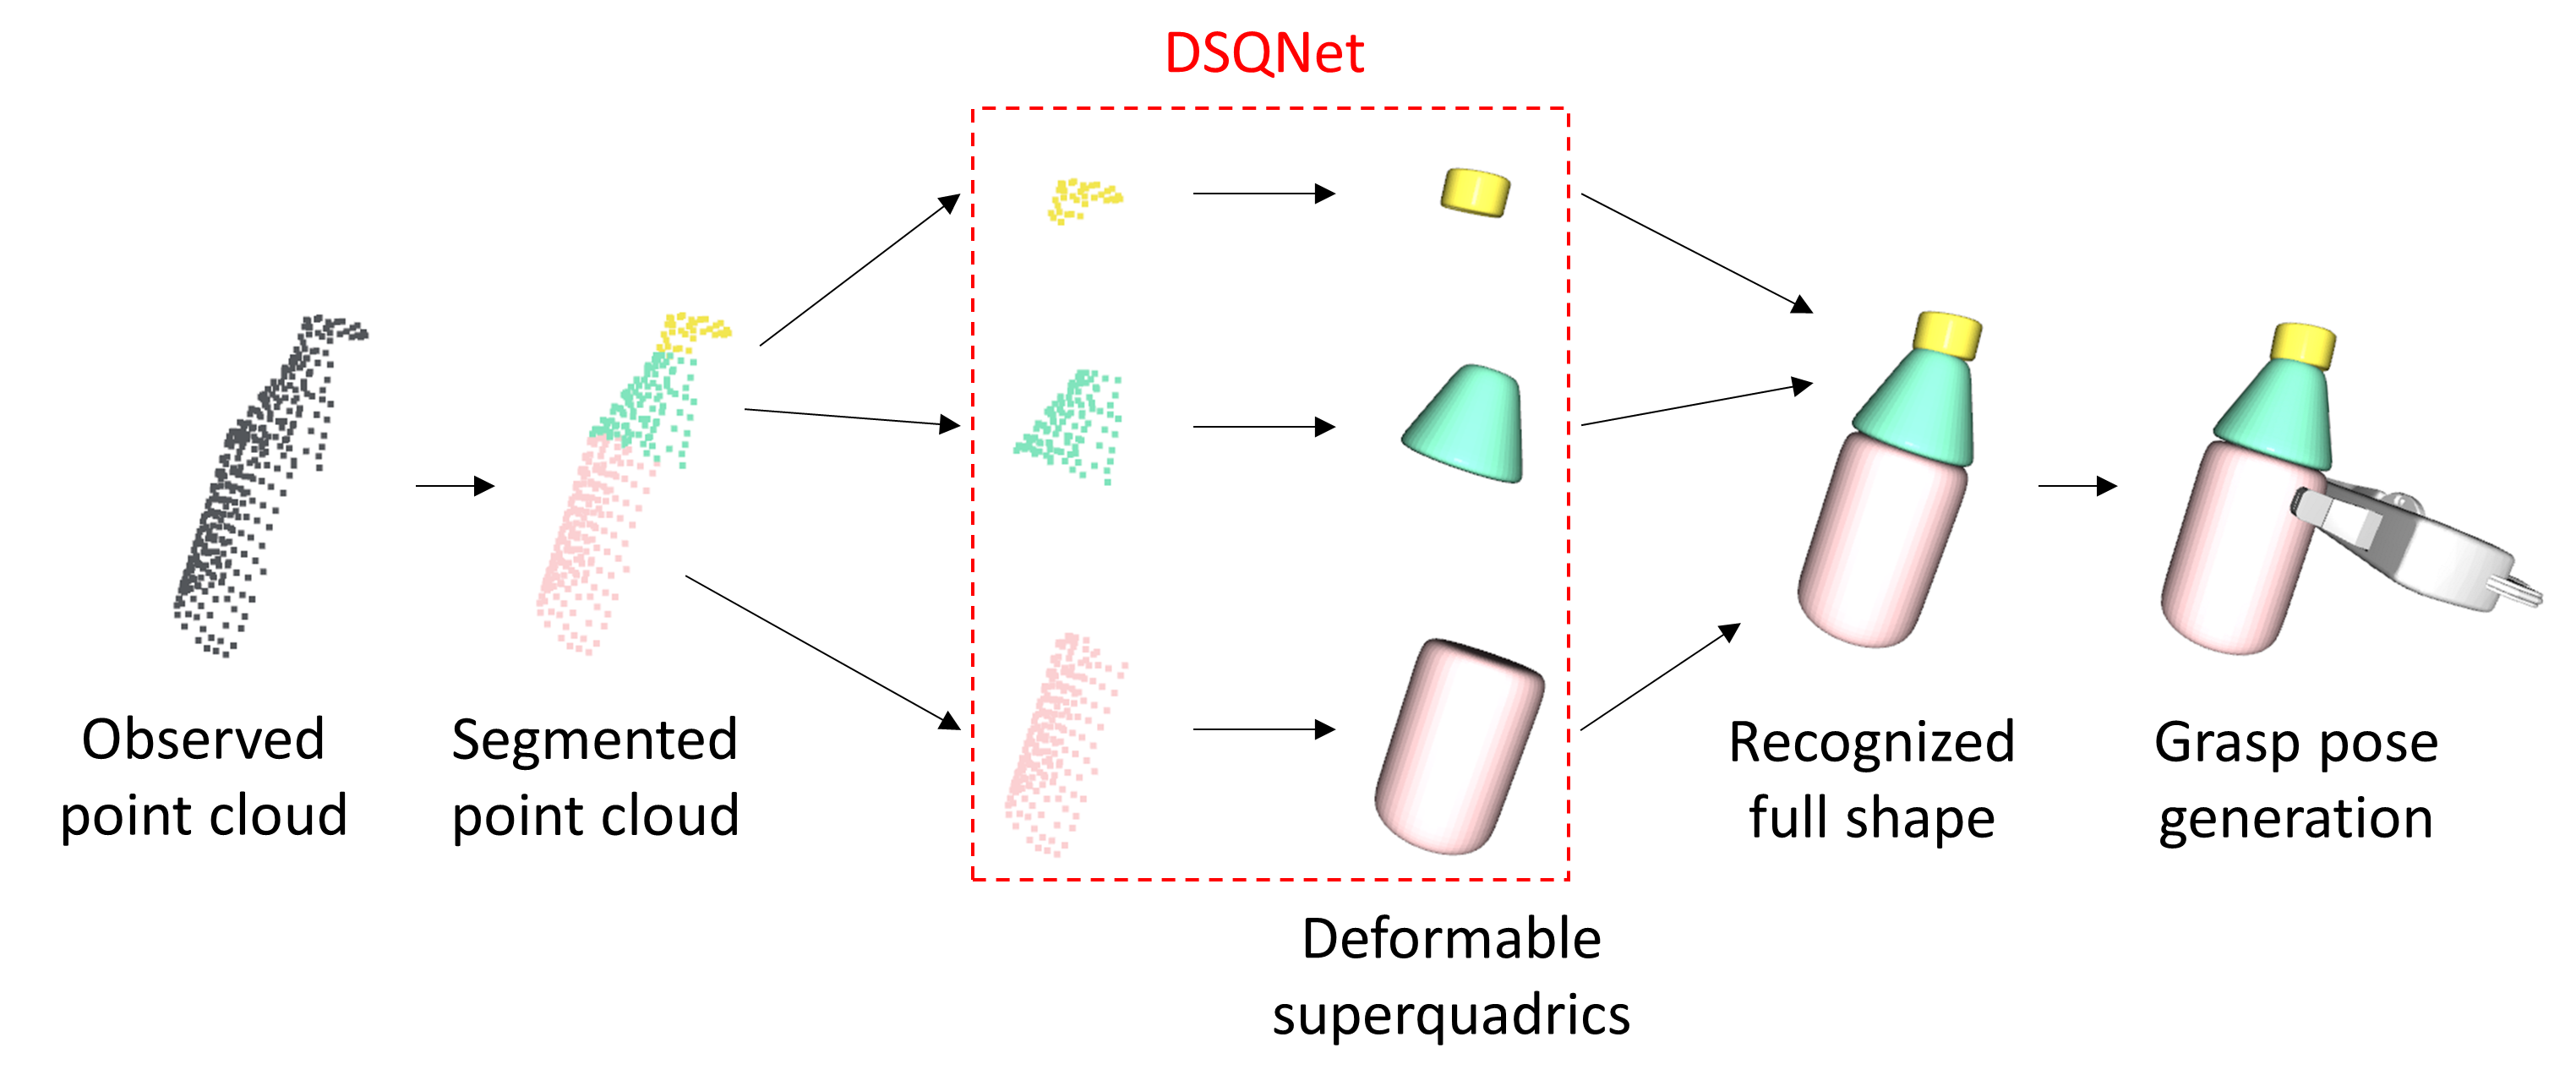 DSQNet
Observed
point cloud
Segmented
point cloud
Deformable
superquadrics
Recognized
full shape
Grasp pose
generation